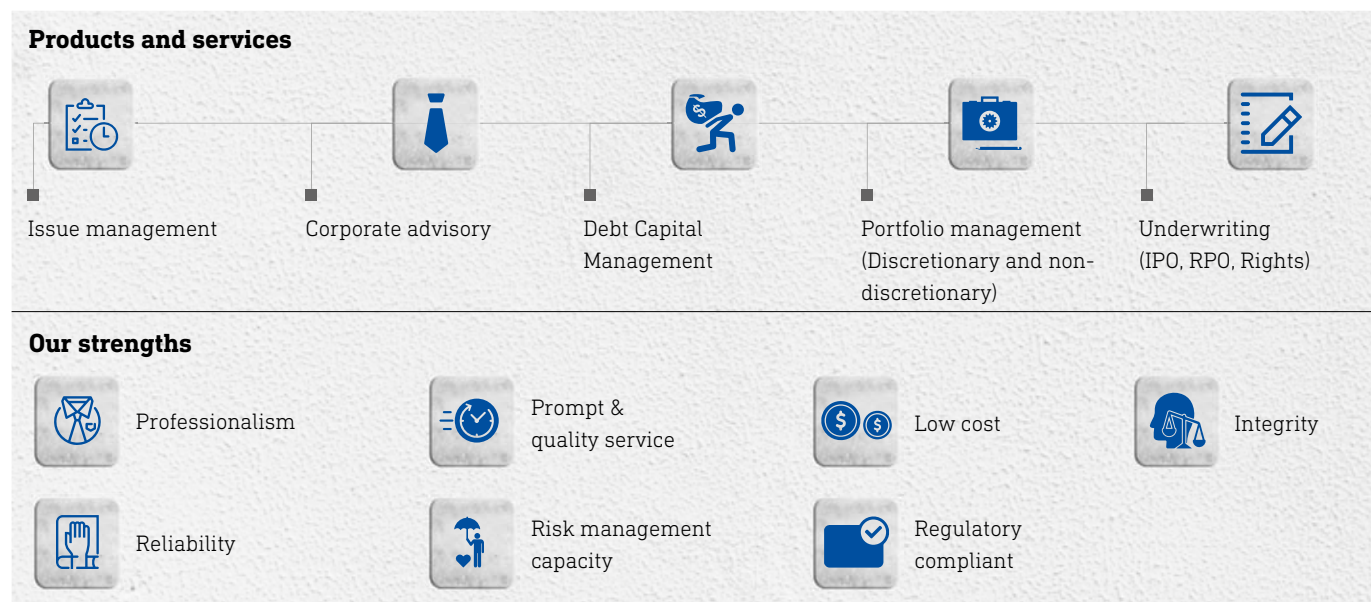 Products and services
Issue management
Corporate advisory
Debt Capital
Management
Portfolio management
(Discretionary and non-
discretionary)
Underwriting
(IPO, RPO, Rights)
Our strengths
Professionalism
Prompt &
quality service
Low cost
Integrity
Reliability
Risk management
capacity
Regulatory
compliant